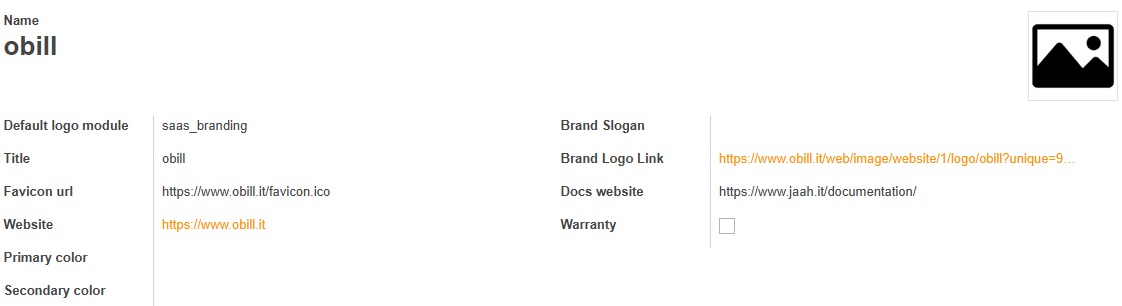 Name
obill
Default logo module saas_branding
Title obill
Favicon url https://www.obill.it/favicon.ico
Website https://www.obill.it
Primary color
Secondary color
Brand Slogan
Brand Logo Link https://www.obill.it/web/image/website/1/logo/obill?unique=9...
Docs website https://www.jaah.it/documentation/
Warranty